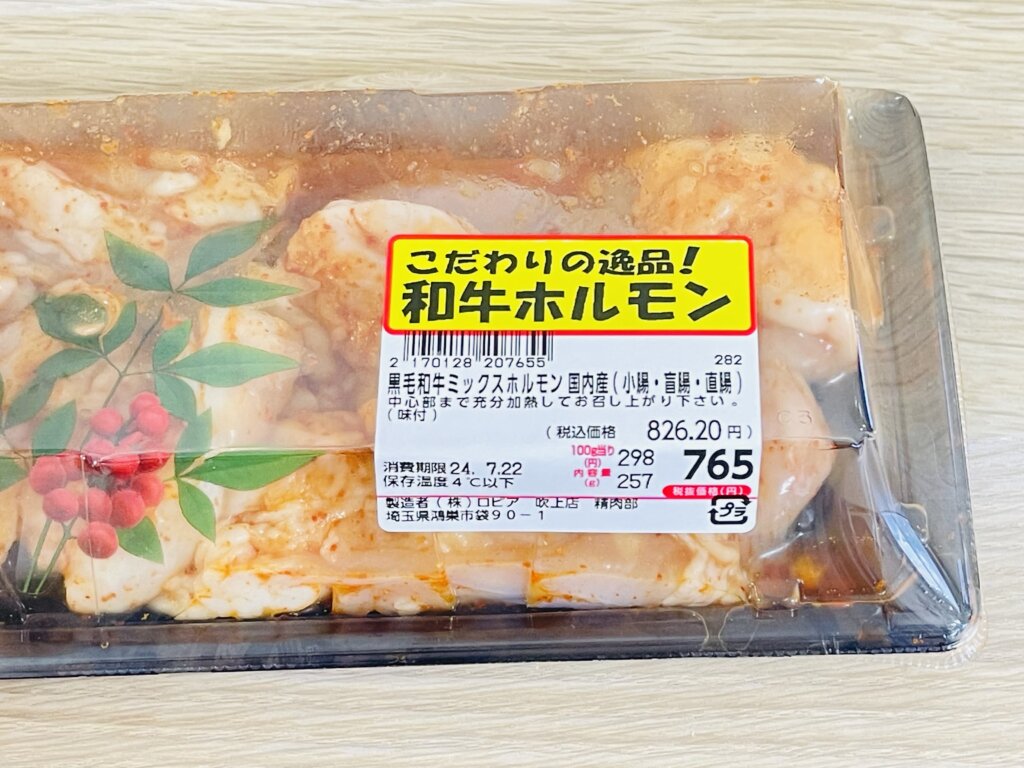 こだわりの逸品!
和牛ホルモン
2 170128 207655
282
黒毛和牛ミックスホルモン 国内産(小腸・盲腸・直腸)
中心部まで充分加熱してお召し上がり下さい。
(味付)
(税込価格 826.20円)
消費期限24. 7.22
保存温度4℃以下
100g当り(円) 298
内容量(g) 257
765
税抜価格(円)
製造者(株)ロピア 吹上店 精肉部
埼玉県鴻巣市袋90-1
プラ